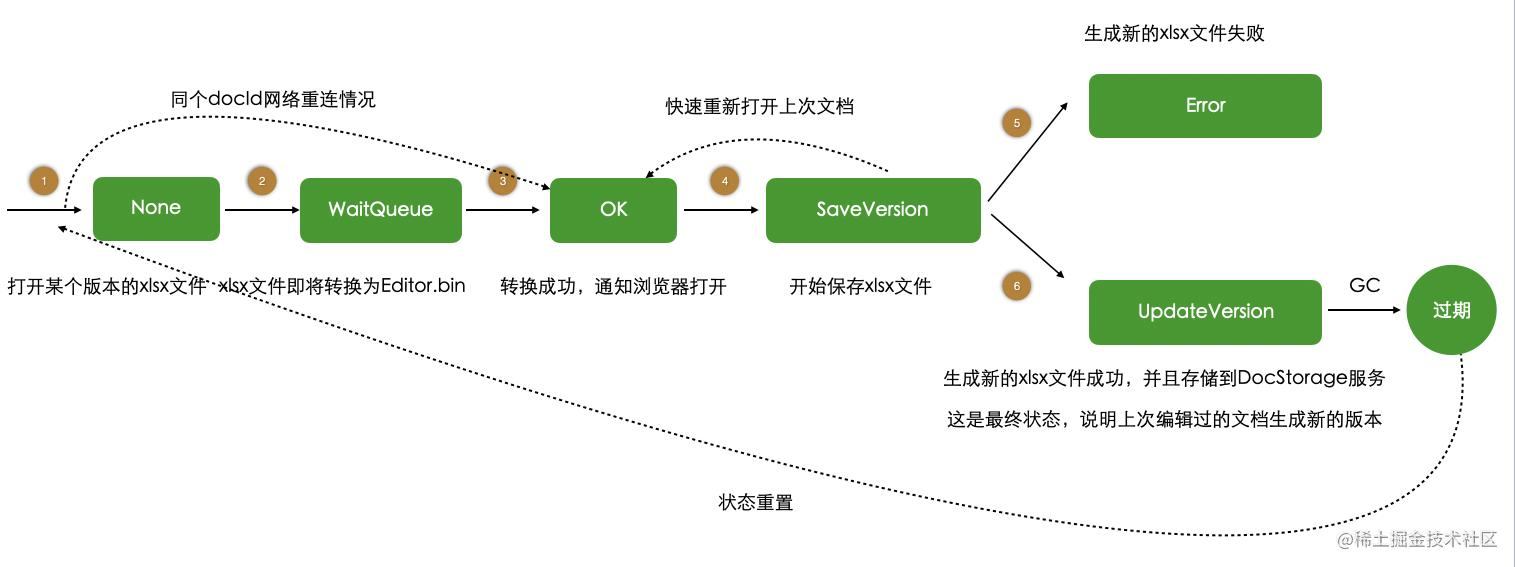 生成新的xlsx文件失败
同个docId网络重连情况
快速重新打开上次文档
5
Error
1
2
3
4
None
WaitQueue
OK
SaveVersion
打开某个版本的xlsx文件
xlsx文件即将转换为Editor.bin
转换成功，通知浏览器打开
开始保存xlsx文件
6
GC
UpdateVersion
过期
生成新的xlsx文件成功，并且存储到DocStorage服务
这是最终状态，说明上次编辑过的文档生成新的版本
状态重置
@稀土掘金技术社区